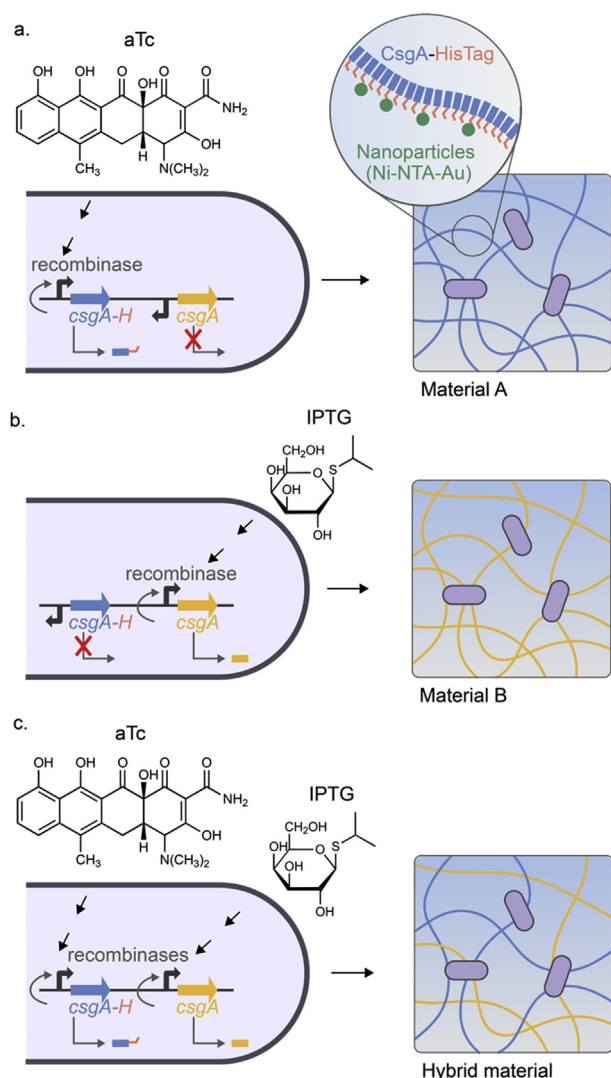 a.
aTc
OH OH O OH O O
NH₂
OH
CH₃ H N(CH₃)₂
recombinase
csgA-H csgA
CsgA-HisTag
Nanoparticles
(Ni-NTA-Au)
Material A
b.
IPTG
CH₂OH
OH O S
OH
OH
recombinase
csgA-H csgA
Material B
c.
aTc
OH OH O OH O O
NH₂
OH
CH₃ H N(CH₃)₂
IPTG
CH₂OH
OH O S
OH
OH
recombinases
csgA-H csgA
Hybrid material